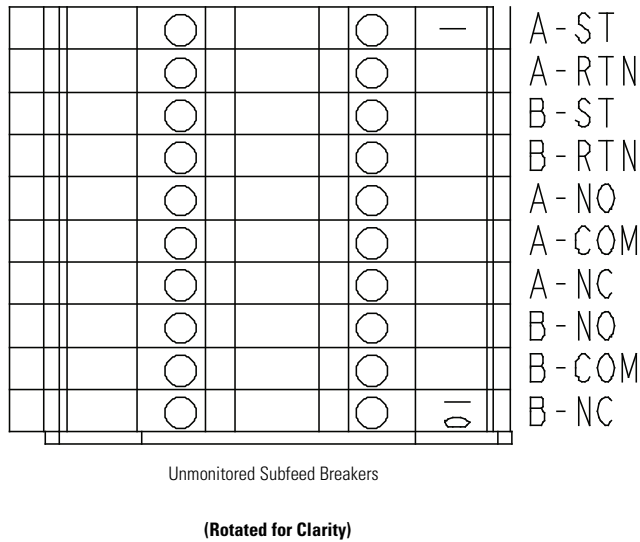 A-ST
A-RTN
B-ST
B-RTN
A-NO
A-COM
A-NC
B-NO
B-COM
B-NC
Unmonitored Subfeed Breakers
(Rotated for Clarity)